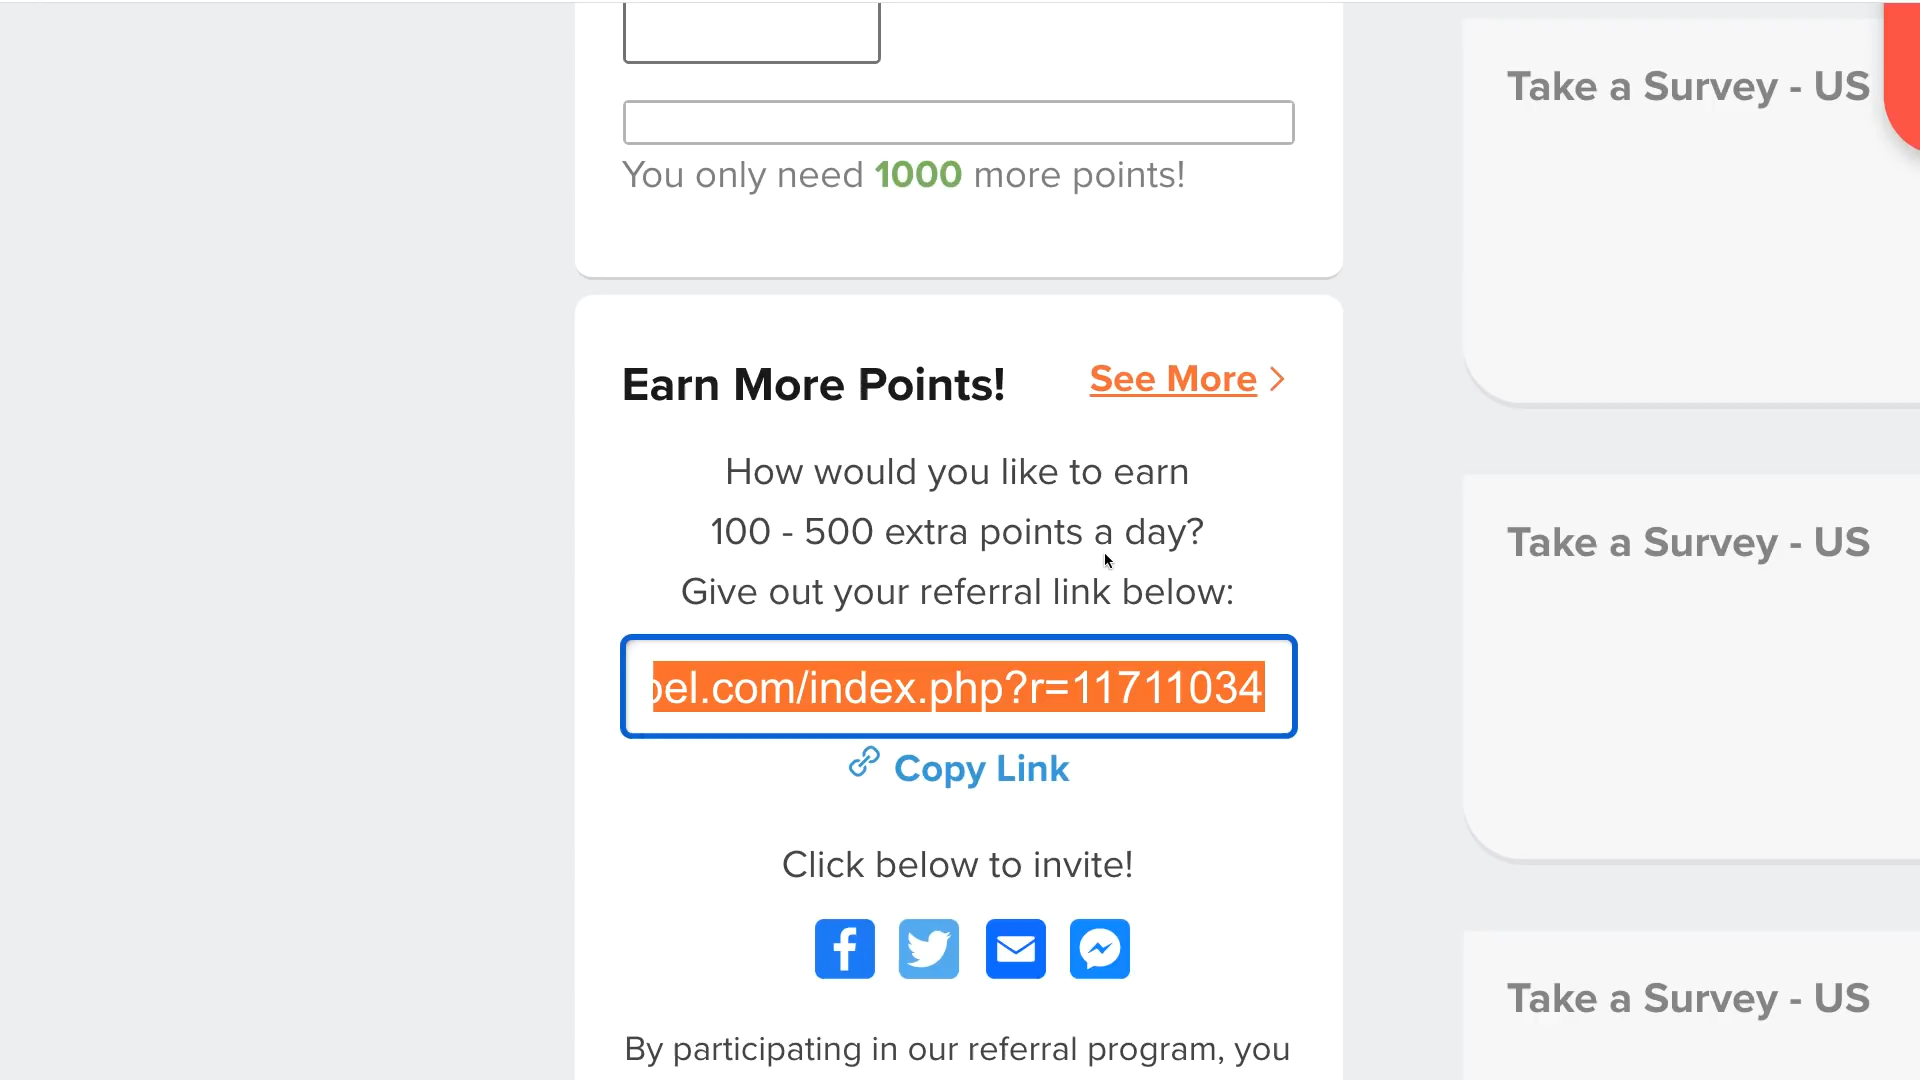 You only need 1000 more points!
Earn More Points!
See More
How would you like to earn
100 - 500 extra points a day?
Give out your referral link below:
pel.com/index.php?r=11711034
Copy Link
Click below to invite!
By participating in our referral program, you
Take a Survey - US
Take a Survey - US
Take a Survey - US